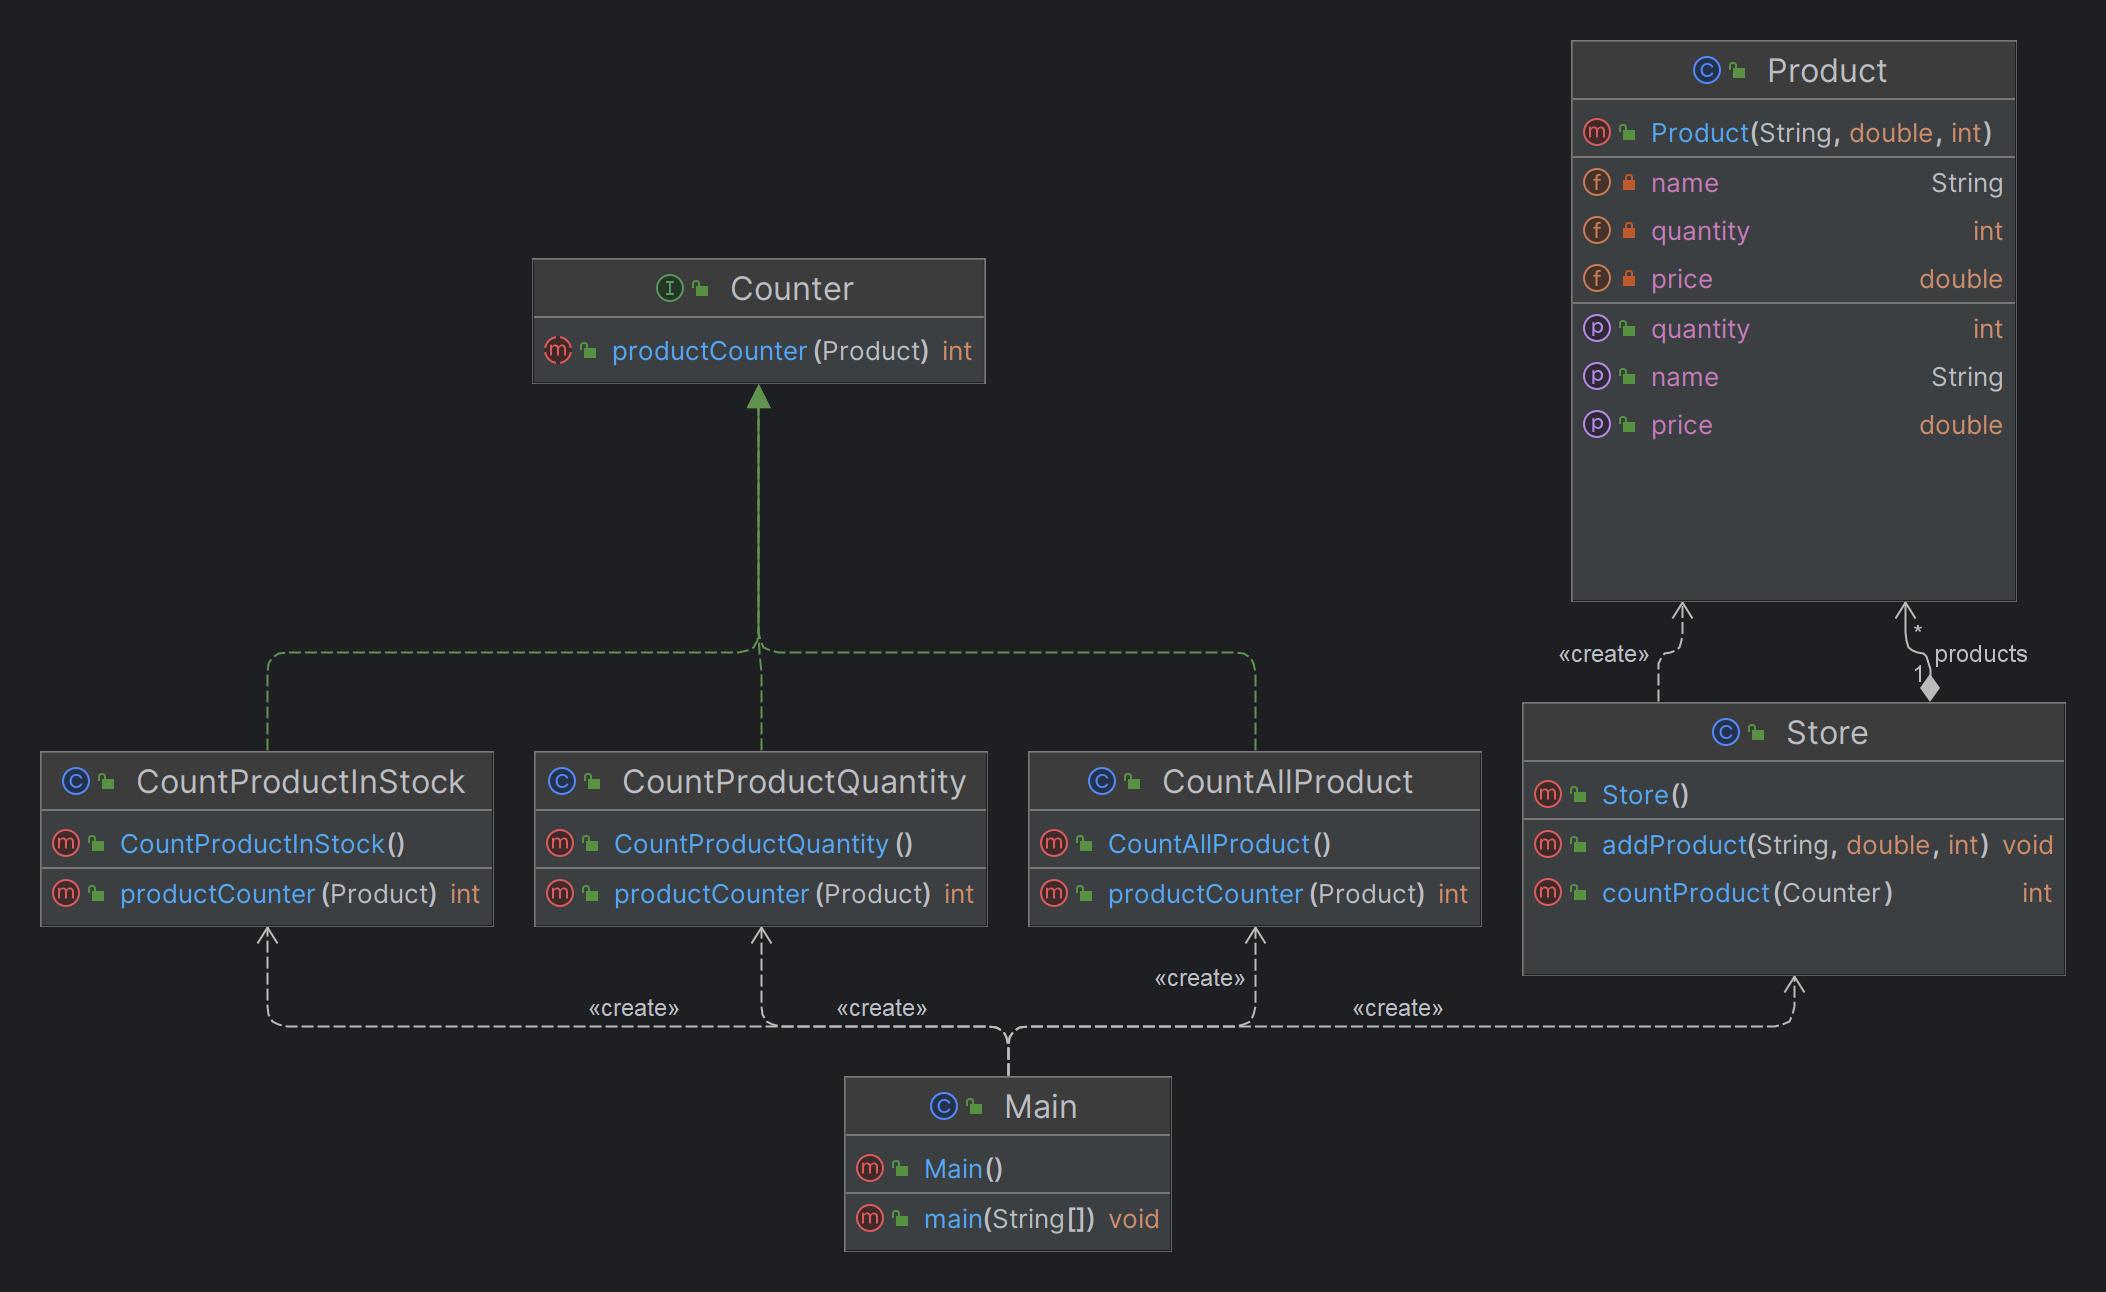 Product
Product(String, double, int)
name String
quantity int
price double
quantity int
name String
price double
Counter
productCounter(Product) int
«create»
*
products
1
CountProductInStock
CountProductInStock()
productCounter(Product) int
CountProductQuantity
CountProductQuantity()
productCounter(Product) int
CountAllProduct
CountAllProduct()
productCounter(Product) int
Store
Store()
addProduct(String, double, int) void
countProduct(Counter) int
«create»
«create»
«create»
«create»
Main
Main()
main(String[]) void